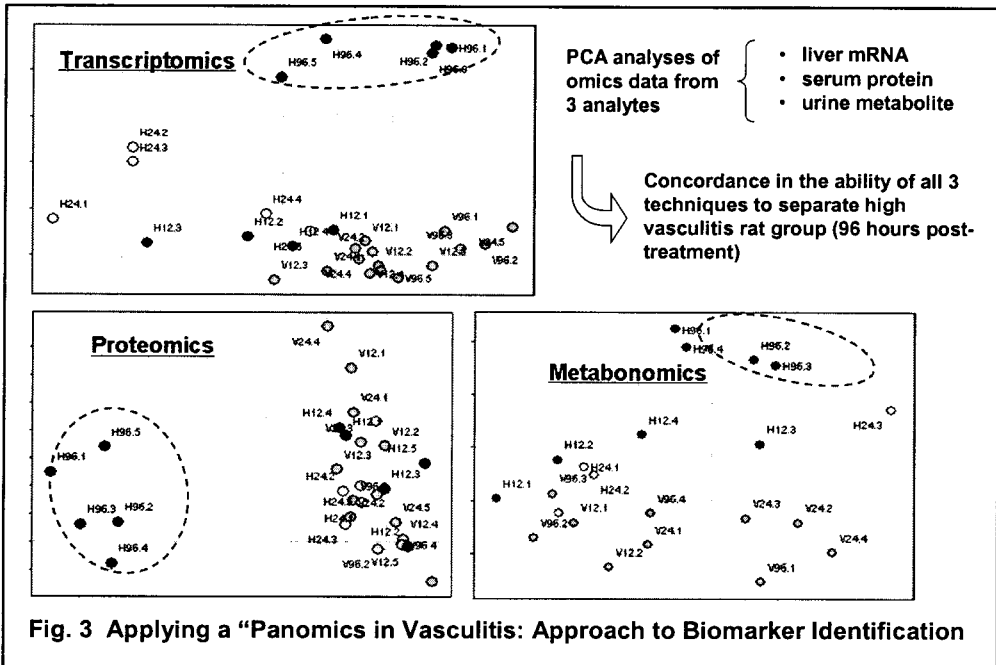 Transcriptomics
H96.4
H96.1
H96.5
H96.2
H24.2
H24.3
H24.1
H24.4
H12.3
H12.2
H12.1
V12.1
V96.1
V24.2
V12.3
V12.2
V24.4
V96.5
V96.2
PCA analyses of
omics data from
3 analytes
• liver mRNA
• serum protein
• urine metabolite
Concordance in the ability of all 3
techniques to separate high
vasculitis rat group (96 hours post-
treatment)
Proteomics
V24.4
V12.1
V24.1
H12.4
V12.2
V12.3
H12.5
H24.2
H12.3
V24.5
V12.4
H24.3
V96.4
V96.2
V12.5
H96.5
H96.1
H96.3
H96.2
H96.4
Metabonomics
H96.1
H96.4
H96.2
H96.3
H24.3
H12.4
H12.3
H12.2
H24.1
V96.3
H24.2
H12.1
V12.1
V96.4
V24.3
V24.2
V96.2
V24.1
V12.2
V24.4
V96.1
Fig. 3 Applying a “Panomics in Vasculitis: Approach to Biomarker Identification